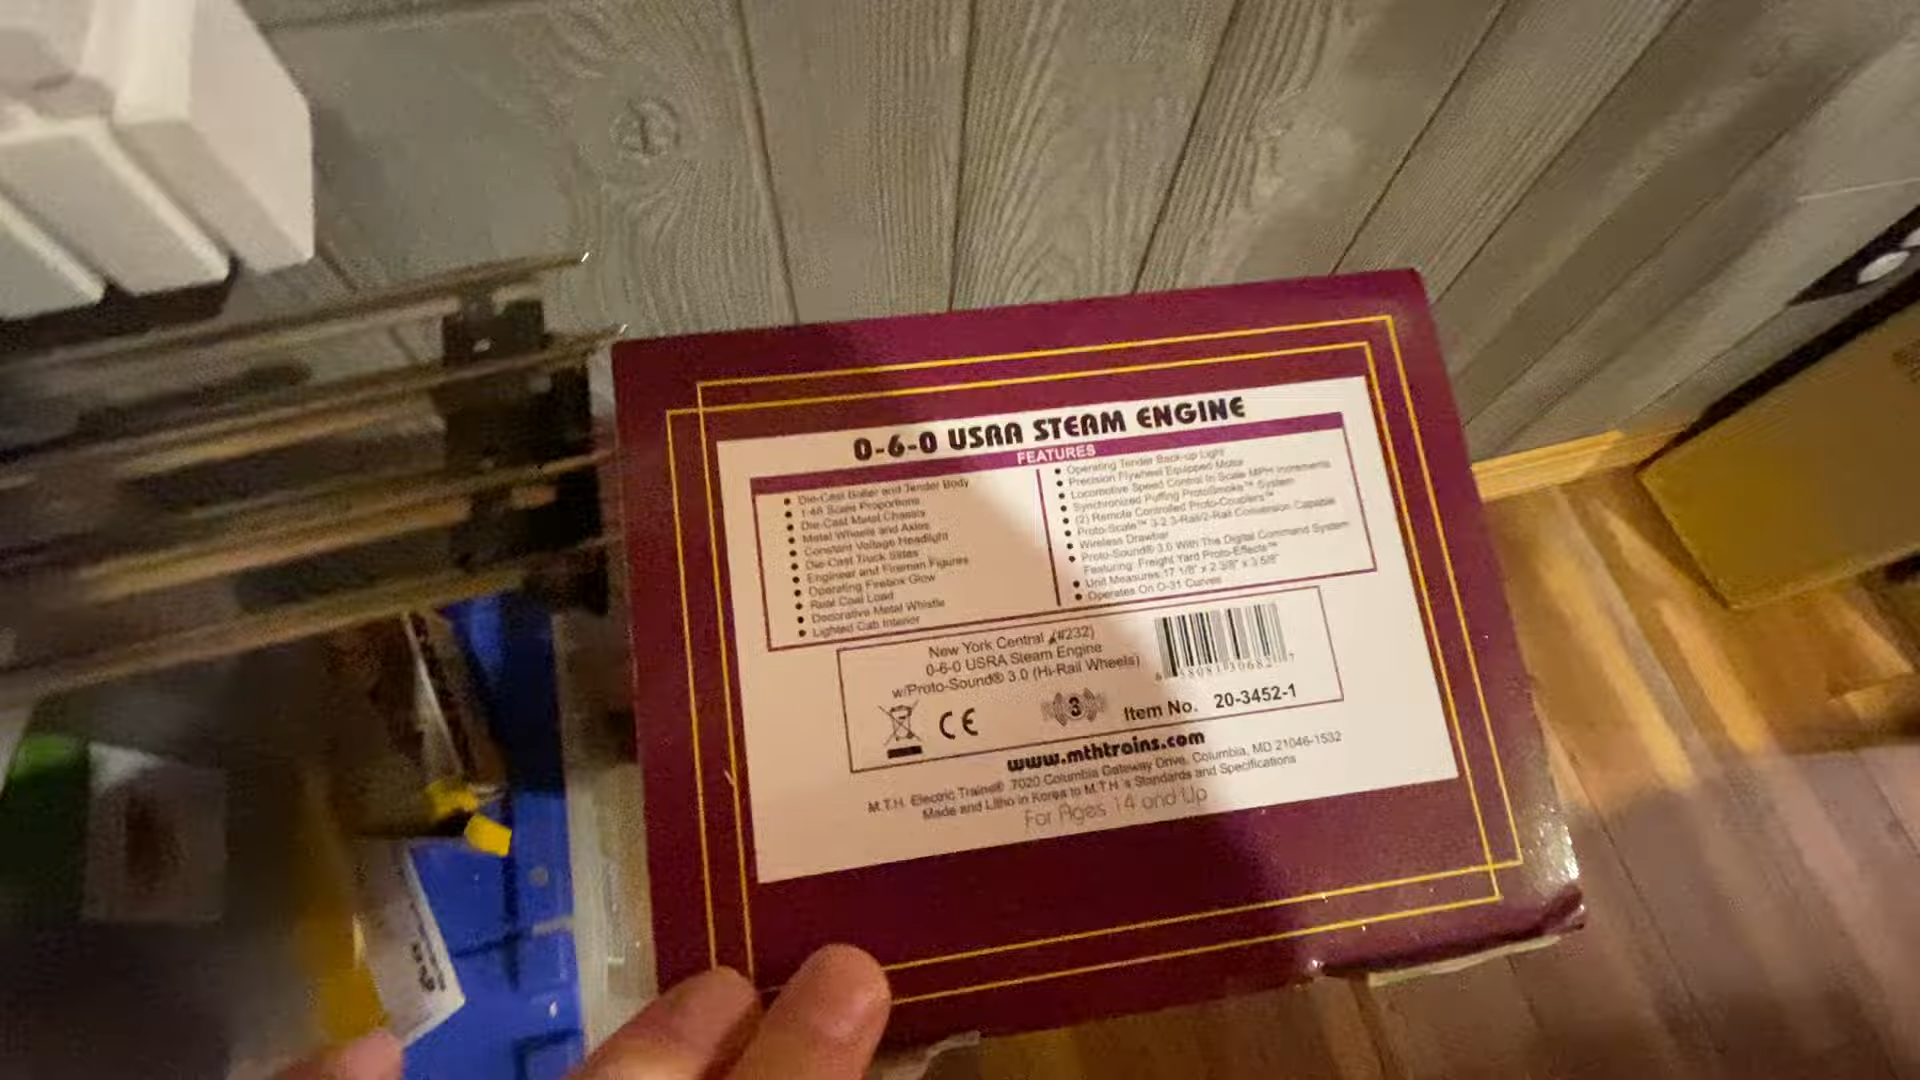 0-6-0 USRA STEAM ENGINE
FEATURES
Die-Cast Boiler and Tender Body
1:48 Scale Proportions
Die-Cast Metal Chassis
Metal Wheels and Axles
Constant Voltage Headlight
Die-Cast Truck Sides
Engineer and Fireman Figures
Operating Firebox Glow
Real Coal Load
Decorative Metal Whistle
Lighted Cab Interior
Operating Tender Back-up Light
Precision Flywheel Equipped Motor
Locomotive Speed Control In Scale MPH Increments
Synchronized Puffing ProtoSmoke™ System
(2) Remote Controlled Proto-Couplers™
Proto-Scale™ 3-2 3-Rail/2-Rail Conversion Capable
Wireless Drawbar
Proto-Sound® 3.0 With The Digital Command System
Featuring: Freight Yard Proto-Effects™
Unit Measures:17 1/8" x 2 3/8" x 3 5/8"
Operates On O-31 Curves
New York Central (#232)
0-6-0 USRA Steam Engine
w/Proto-Sound® 3.0 (Hi-Rail Wheels)
CE
3
Item No. 20-3452-1
www.mthtrains.com
M.T.H. Electric Trains® 7020 Columbia Gateway Drive, Columbia, MD 21046-1532
Made and Litho in Korea to M.T.H.'s Standards and Specifications
For Ages 14 and Up